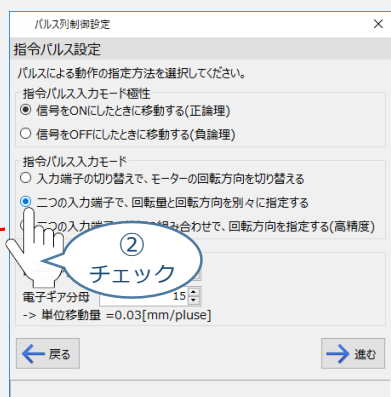 パルス列制御設定
指令パルス設定
パルスによる動作の指定方法を選択してください。
指令パルス入力モード極性
信号をONにしたときに移動する(正論理)
信号をOFFにしたときに移動する(負論理)
指令パルス入力モード
入力端子の切り替えで、モーターの回転方向を切り替える
二つの入力端子で、回転量と回転方向を別々に指定する
二つの入力端子 組み合わせで、回転方向を指定する(高精度)
②
チェック
電子ギア分母 15
-> 単位移動量 =0.03[mm/pluse]
戻る
進む